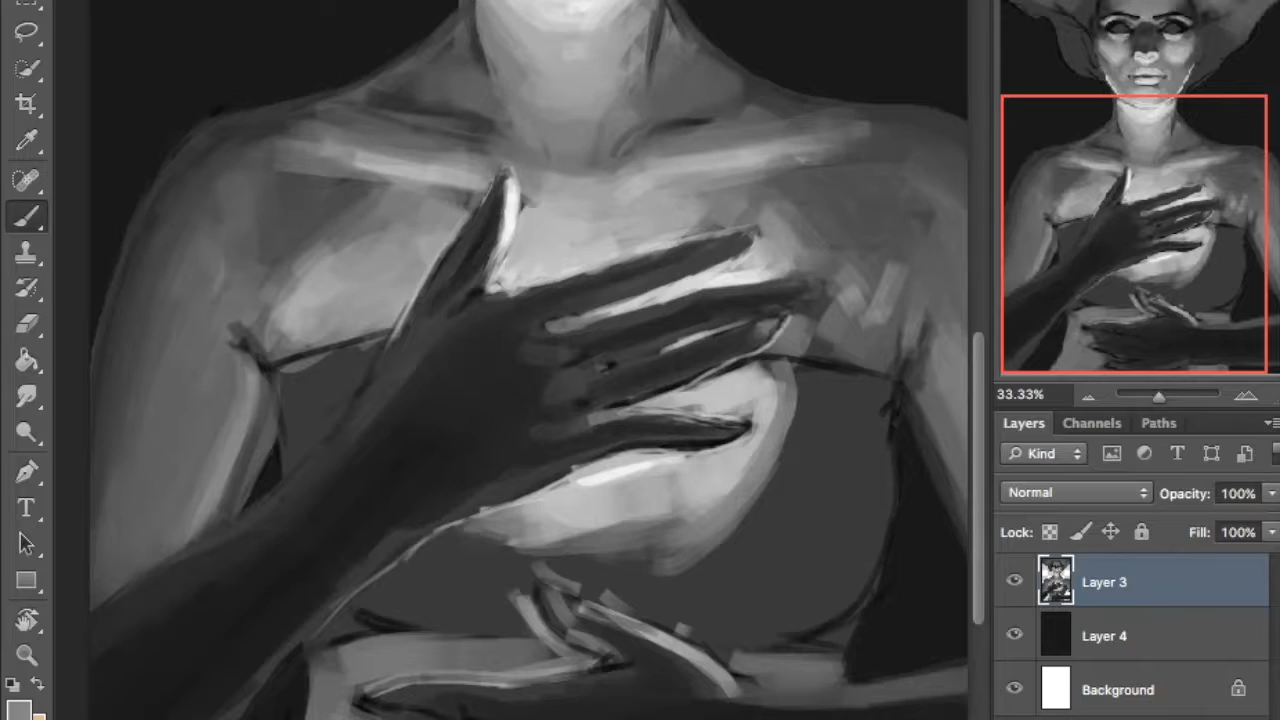 33.33%
Layers Channels Paths
Kind T
Normal Opacity: 100%
Lock: Fill: 100%
Layer 3
Layer 4
Background
T